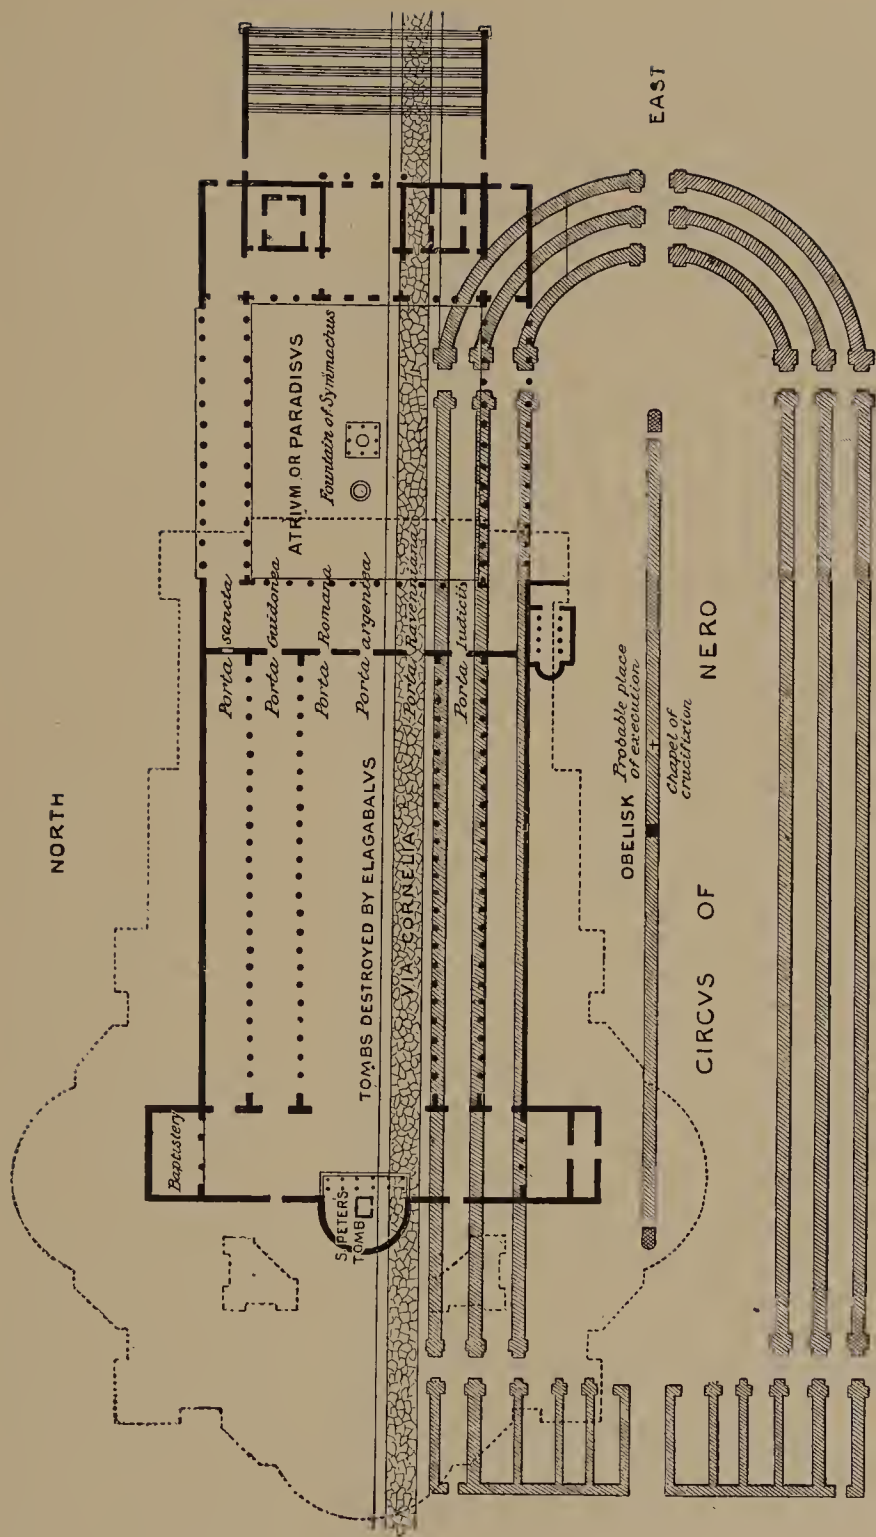 NORTH
EAST
ATRIVM OR PARADISVS
Fountain of Symmachus
Porta sancta
Porta Guidonea
Porta Romana
Porta argentea
Porta Ravenniana
Porta Iudicii
TOMBS DESTROYED BY ELAGABALVS
VIA CORNELIA
Baptistery
S. PETER'S
TOMB
OBELISK
Probable place
of execution
Chapel of
crucifixion
CIRCVS OF NERO